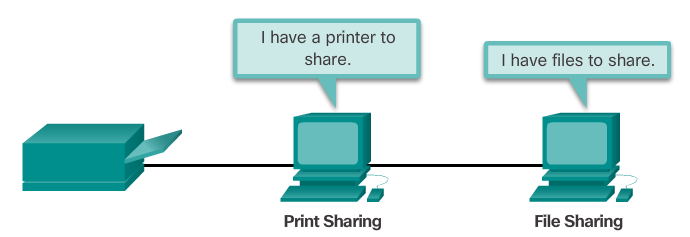 I have a printer to
share.
I have files to share.
Print Sharing
File Sharing